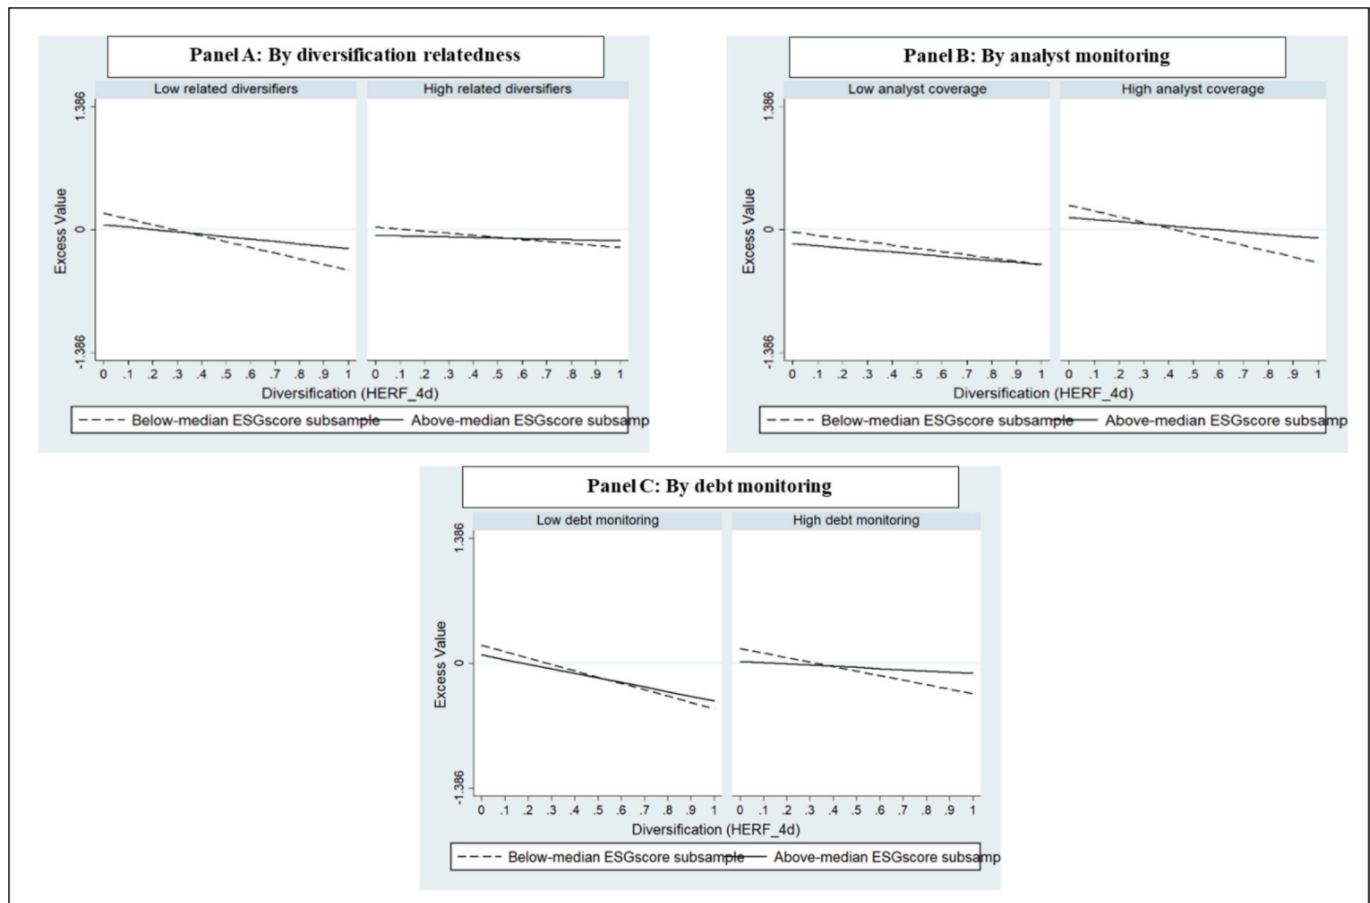 Panel A: By diversification relatedness
Low related diversifiers
High related diversifiers
1.386
0
-1.386
Excess Value
0 .1 .2 .3 .4 .5 .6 .7 .8 .9 1
0 .1 .2 .3 .4 .5 .6 .7 .8 .9 1
Diversification (HERF_4d)
Below-median ESGscore subsample
Above-median ESGscore subsamp
Panel B: By analyst monitoring
Low analyst coverage
High analyst coverage
1.386
0
-1.386
Excess Value
0 .1 .2 .3 .4 .5 .6 .7 .8 .9 1
0 .1 .2 .3 .4 .5 .6 .7 .8 .9 1
Diversification (HERF_4d)
Below-median ESGscore subsample
Above-median ESGscore subsamp
Panel C: By debt monitoring
Low debt monitoring
High debt monitoring
1.386
0
-1.386
Excess Value
0 .1 .2 .3 .4 .5 .6 .7 .8 .9 1
0 .1 .2 .3 .4 .5 .6 .7 .8 .9 1
Diversification (HERF_4d)
Below-median ESGscore subsample
Above-median ESGscore subsamp